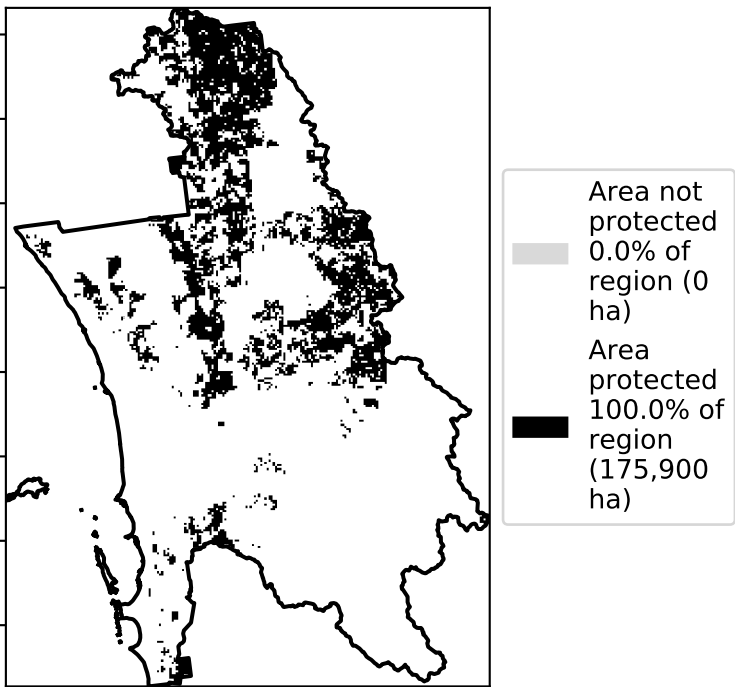 Area not
protected
0.0% of
region (0
ha)
Area
protected
100.0% of
region
(175,900
ha)